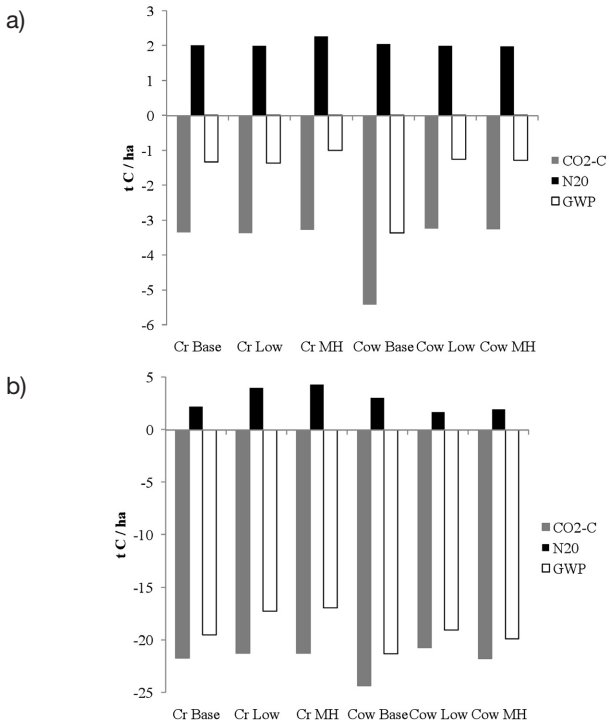 a)
3
2
1
0
-1
-2
-3
-4
-5
-6
t C / ha
Cr Base Cr Low Cr MH Cow Base Cow Low Cow MH
CO2-C
N20
GWP
b)
5
0
-5
-10
-15
-20
-25
t C / ha
Cr Base Cr Low Cr MH Cow Base Cow Low Cow MH
CO2-C
N20
GWP